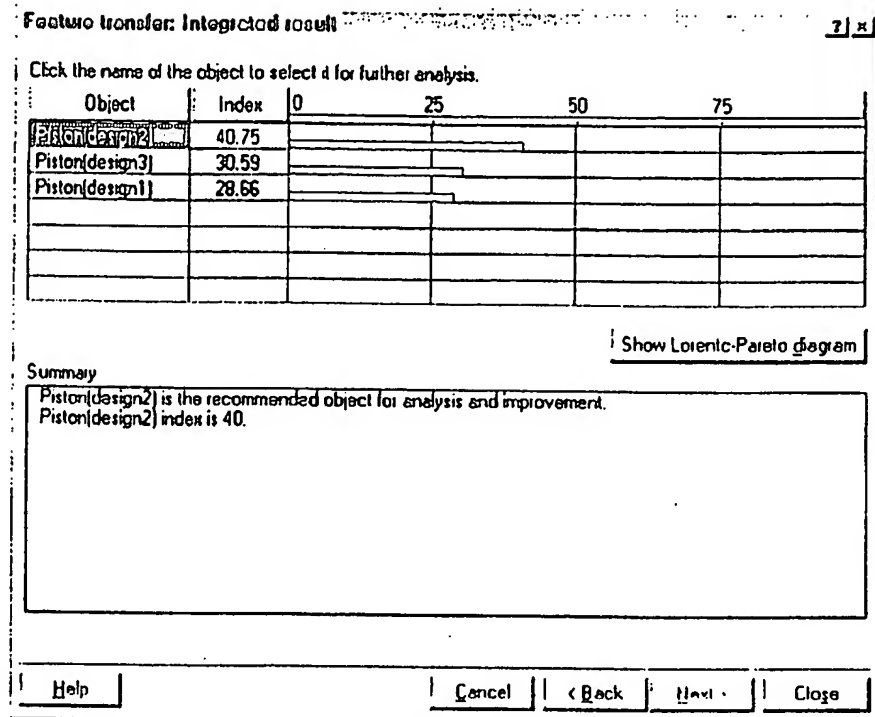 Feature transfer: Integrated result ? ×
Click the name of the object to select it for further analysis.
Object Index 0 25 50 75
Piston(design2) 40.75
Piston(design3) 30.59
Piston(design1) 28.66
Show Lorentc-Pareto diagram
Summary
Piston(design2) is the recommended object for analysis and improvement.
Piston(design2) index is 40.
Help Cancel < Back Next > Close